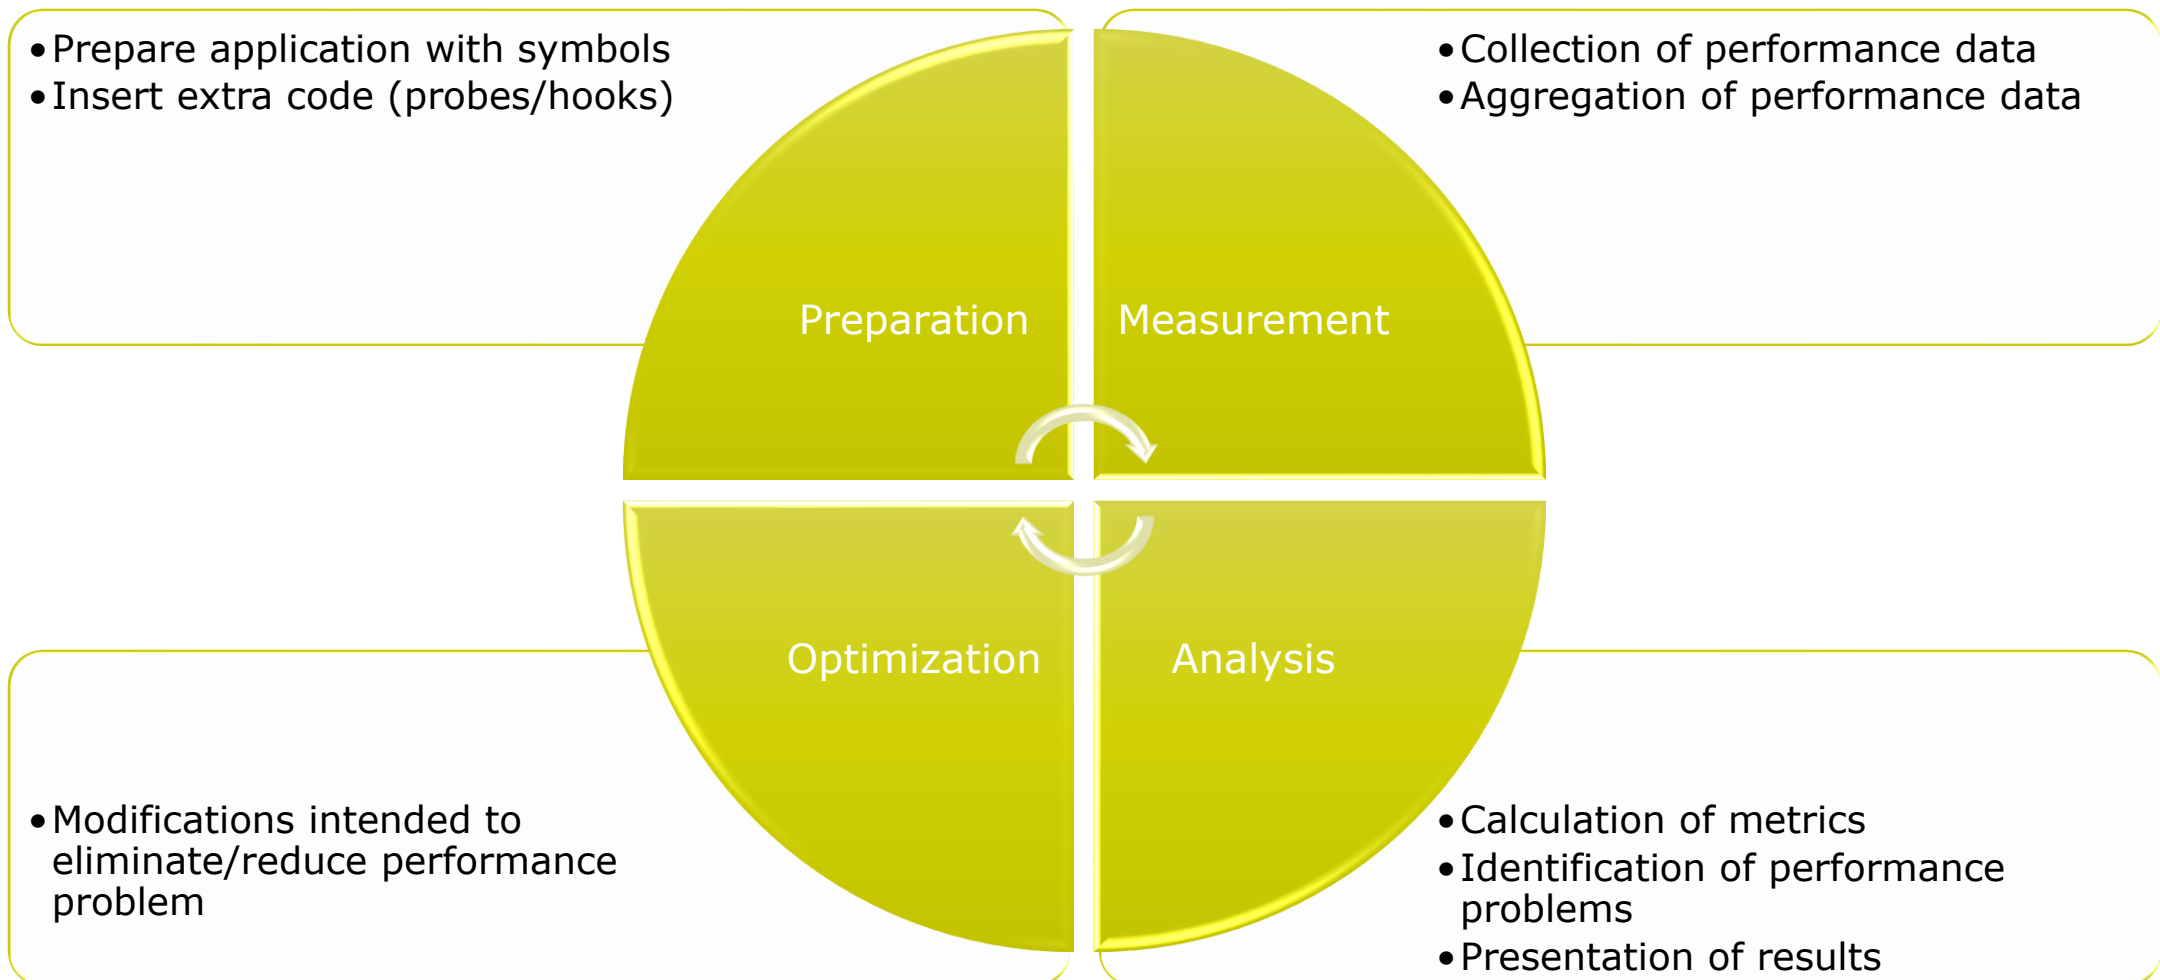 •Prepare application with symbols
•Insert extra code (probes/hooks)
•Collection of performance data
•Aggregation of performance data
Preparation
Measurement
Optimization
Analysis
•Modifications intended to
eliminate/reduce performance
problem
•Calculation of metrics
•Identification of performance
problems
•Presentation of results